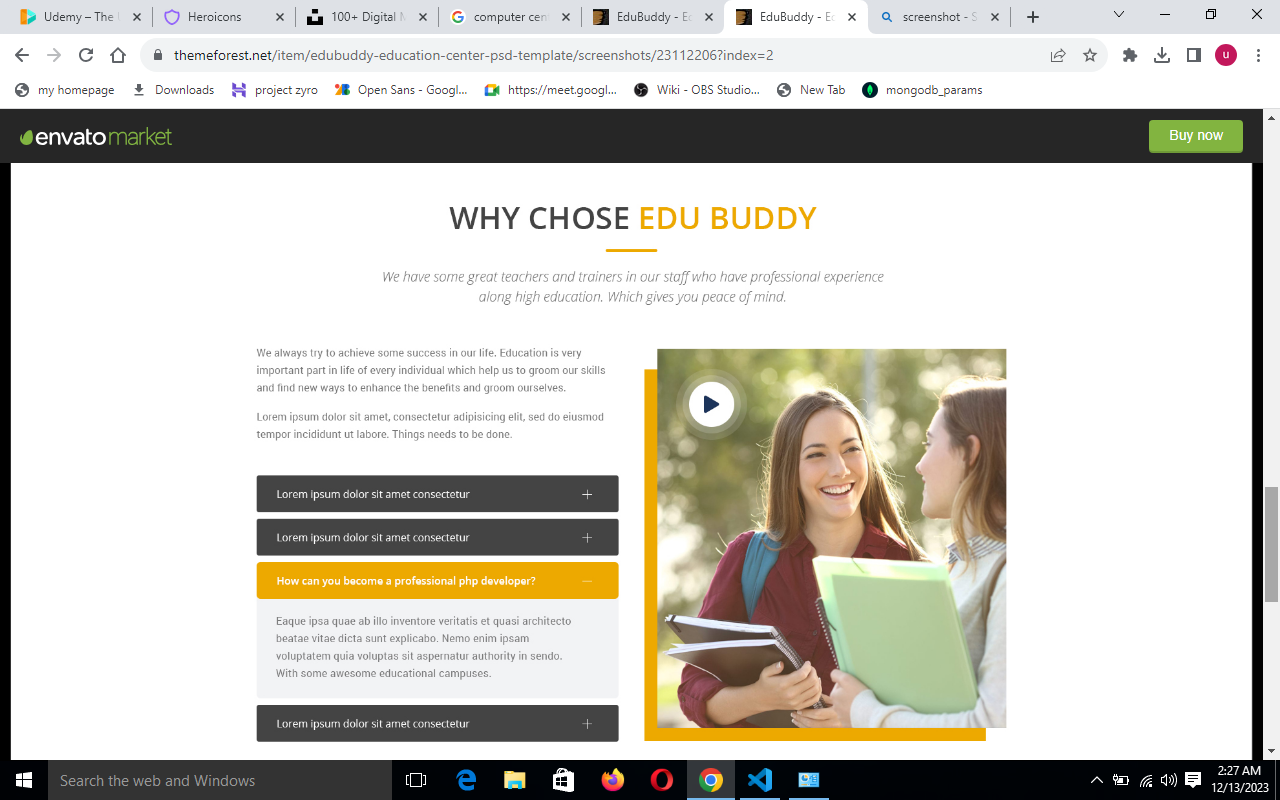 Udemy – The I
Heroicons
100+ Digital M
computer cen
EduBuddy - Ed
EduBuddy - Ed
screenshot - S
themeforest.net/item/edubuddy-education-center-psd-template/screenshots/23112206?index=2
u
my homepage
Downloads
project zyro
Open Sans - Googl...
https://meet.googl...
Wiki - OBS Studio...
New Tab
mongodb_params
envato market
Buy now
WHY CHOSE EDU BUDDY
We have some great teachers and trainers in our staff who have professional experience
along high education. Which gives you peace of mind.
We always try to achieve some success in our life. Education is very
important part in life of every individual which help us to groom our skills
and find new ways to enhance the benefits and groom ourselves.
Lorem ipsum dolor sit amet, consectetur adipisicing elit, sed do eiusmod
tempor incididunt ut labore. Things needs to be done.
Lorem ipsum dolor sit amet consectetur
Lorem ipsum dolor sit amet consectetur
How can you become a professional php developer?
Eaque ipsa quae ab illo inventore veritatis et quasi architecto
beatae vitae dicta sunt explicabo. Nemo enim ipsam
voluptatem quia voluptas sit aspernatur authority in sendo.
With some awesome educational campuses.
Lorem ipsum dolor sit amet consectetur
Search the web and Windows
2:27 AM
12/13/2023